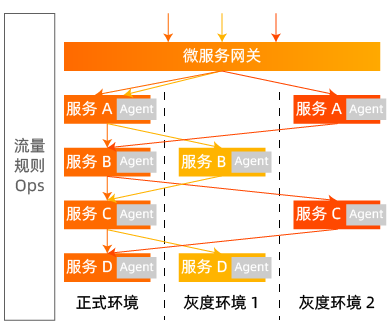 微服务网关
服务 A Agent
服务 A Agent
流量
规则
Ops
服务 B Agent
服务 B Agent
服务 C Agent
服务 C Agent
服务 D Agent
服务 D Agent
正式环境
灰度环境 1
灰度环境 2